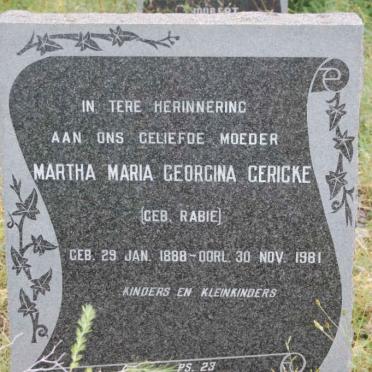 JOUBERT
IN TERE HERINNERING
AAN ONS GELIEFDE MOEDER
MARTHA MARIA GEORGINA GERICKE
(GEB. RABIE)
GEB. 29 JAN. 1888 - OORL. 30 NOV. 1981
KINDERS EN KLEINKINDERS
PS. 23